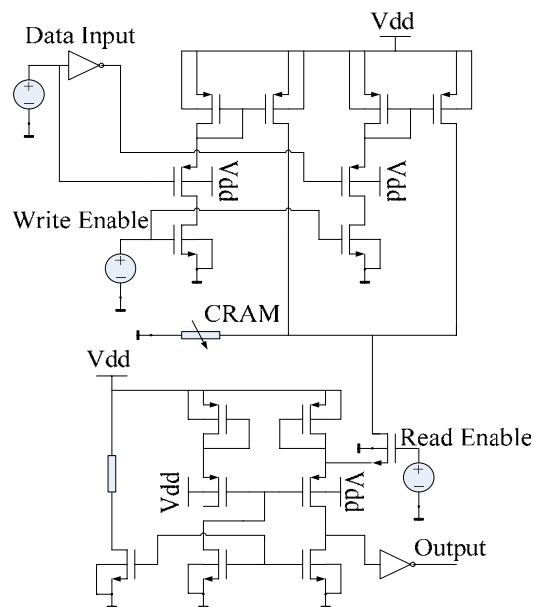 Vdd
Data Input
Vdd
Vdd
Write Enable
CRAM
Vdd
Read Enable
Vdd
Vdd
Output